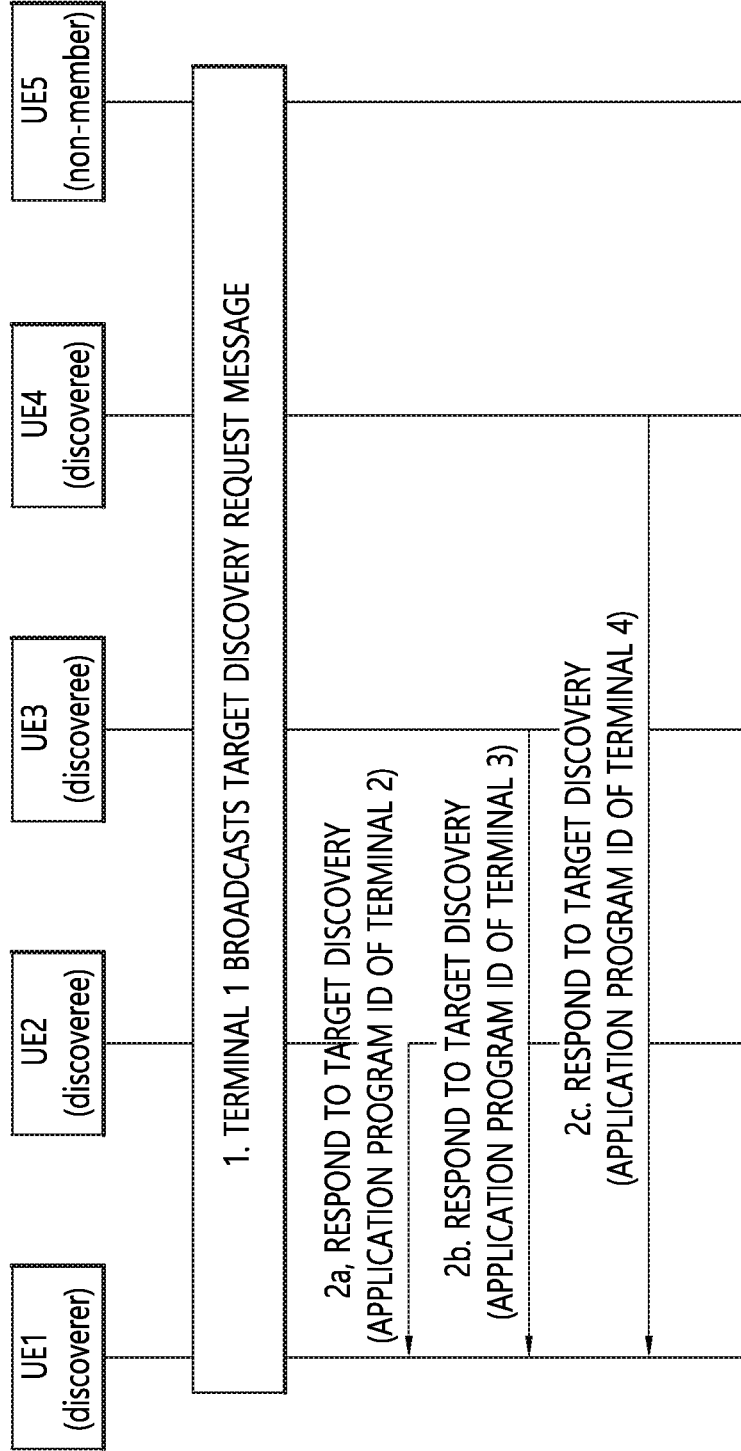 UE1
(discoverer)
UE2
(discoveree)
UE3
(discoveree)
UE4
(discoveree)
UE5
(non-member)
1. TERMINAL 1 BROADCASTS TARGET DISCOVERY REQUEST MESSAGE
2a, RESPOND TO TARGET DISCOVERY
(APPLICATION PROGRAM ID OF TERMINAL 2)
2b. RESPOND TO TARGET DISCOVERY
(APPLICATION PROGRAM ID OF TERMINAL 3)
2c. RESPOND TO TARGET DISCOVERY
(APPLICATION PROGRAM ID OF TERMINAL 4)